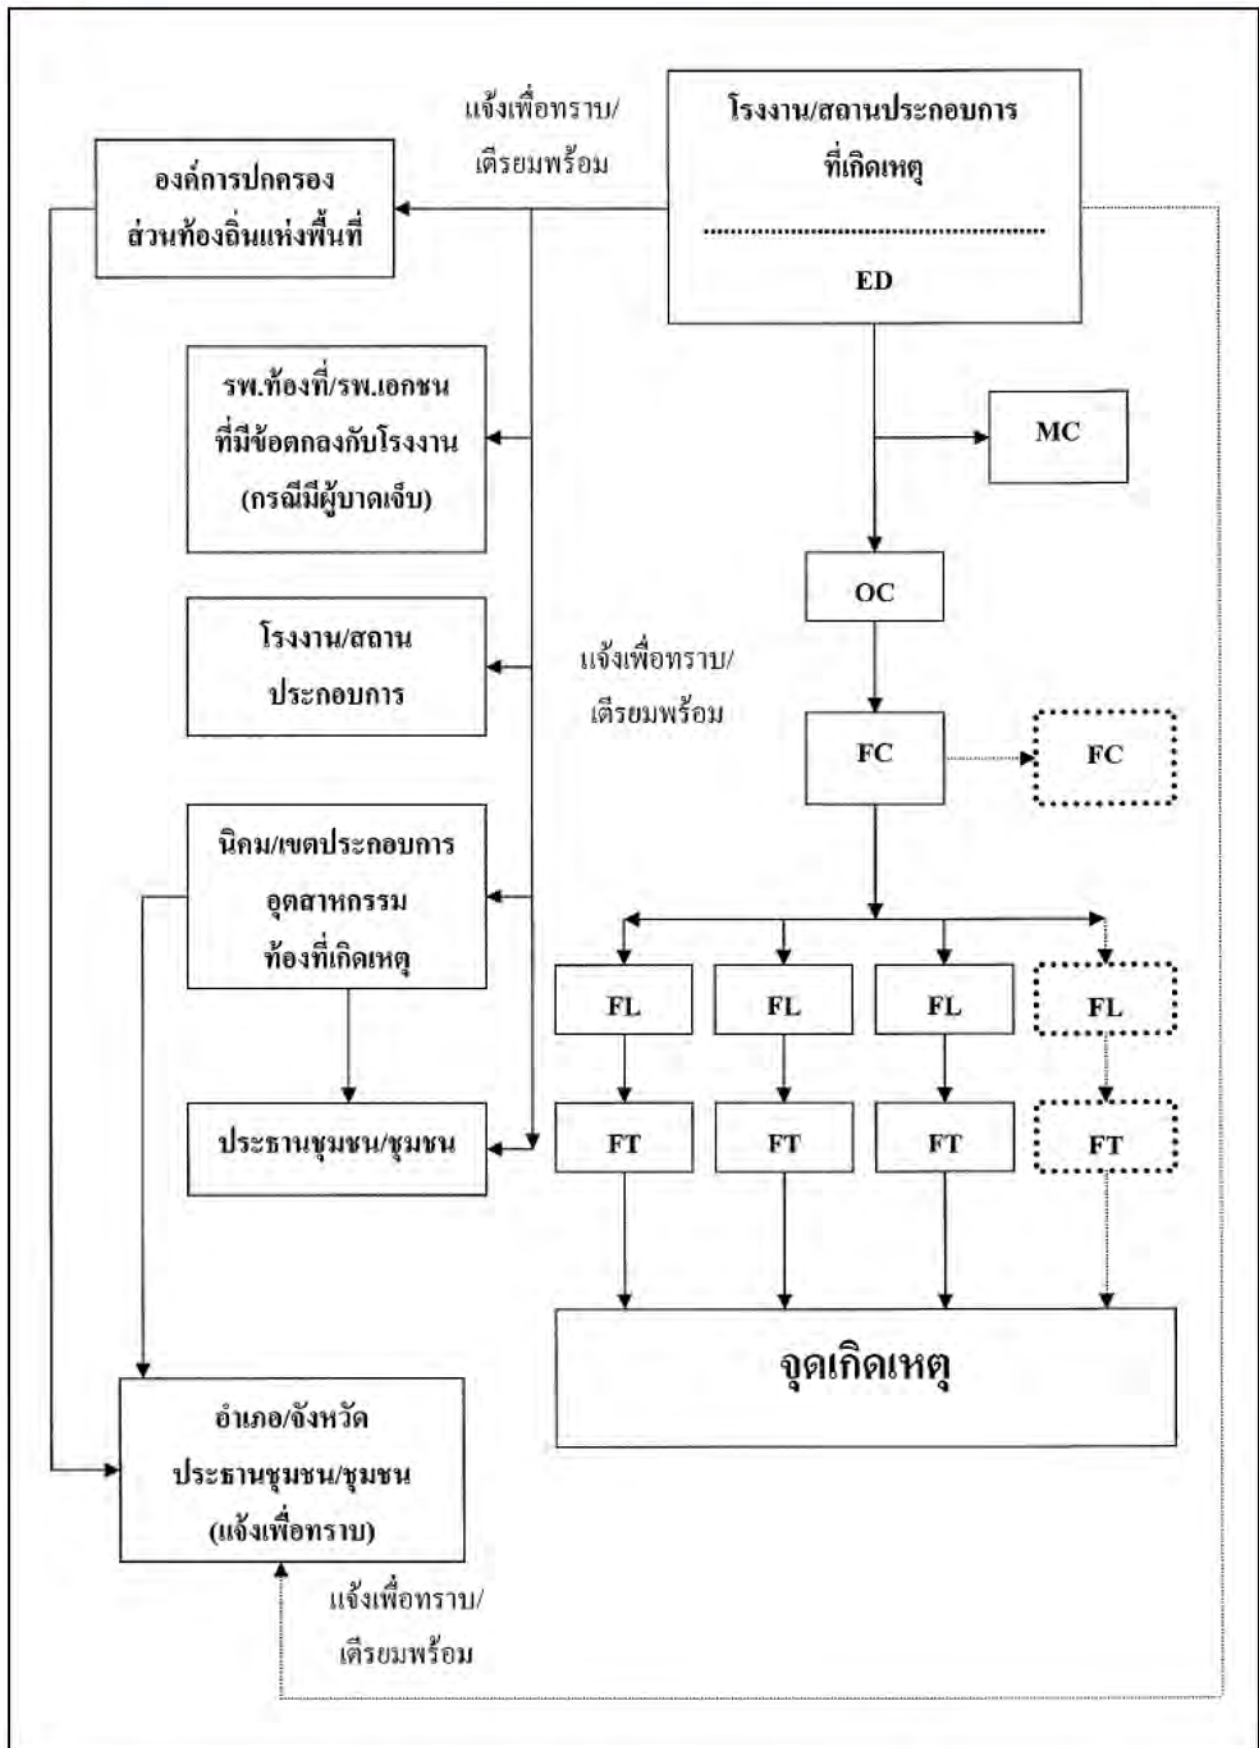 แจ้งเพื่อทราบ/
เตรียมพร้อม
โรงงาน/สถานประกอบการ
ที่เกิดเหตุ
ED
องค์การปกครอง
ส่วนท้องถิ่นแห่งพื้นที่
รพ.ท้องที่/รพ.เอกชน
ที่มีข้อตกลงกับโรงงาน
(กรณีมีผู้บาดเจ็บ)
MC
OC
โรงงาน/สถาน
ประกอบการ
แจ้งเพื่อทราบ/
เตรียมพร้อม
FC
FC
นิคม/เขตประกอบการ
อุตสาหกรรม
ท้องที่เกิดเหตุ
FL
FL
FL
FL
ประธานชุมชน/ชุมชน
FT
FT
FT
FT
จุดเกิดเหตุ
อำเภอ/จังหวัด
ประธานชุมชน/ชุมชน
(แจ้งเพื่อทราบ)
แจ้งเพื่อทราบ/
เตรียมพร้อม